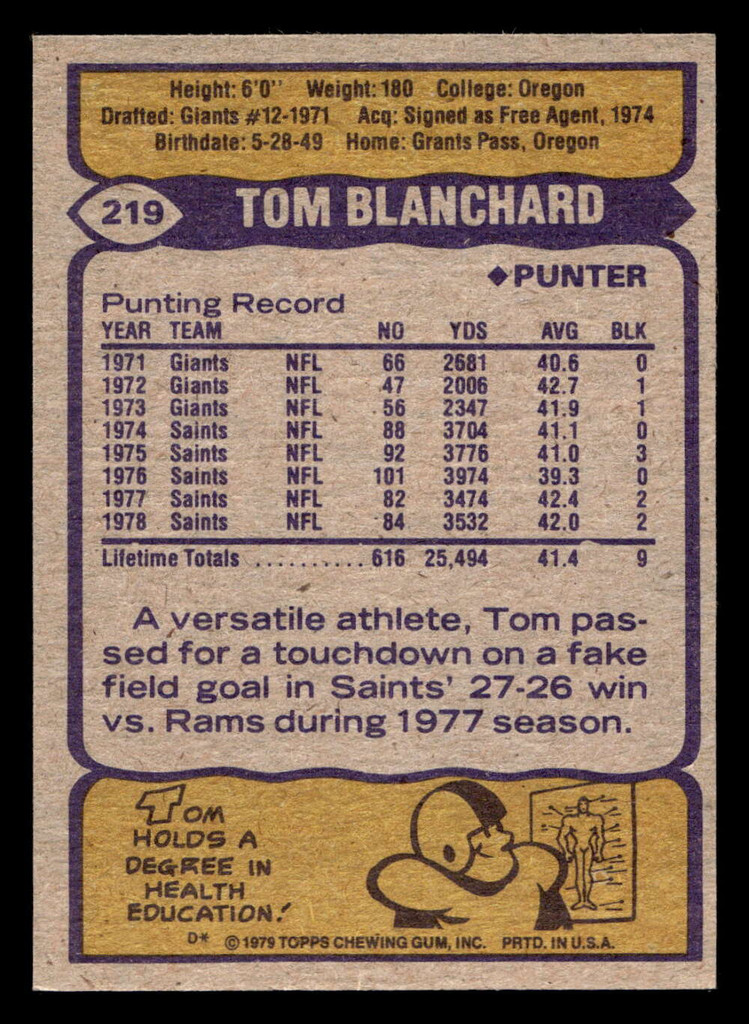 Height: 6'0'' Weight: 180 College: Oregon
Drafted: Giants #12-1971 Acq: Signed as Free Agent, 1974
Birthdate: 5-28-49 Home: Grants Pass, Oregon
219 TOM BLANCHARD
◆PUNTER
Punting Record
YEAR TEAM NO YDS AVG BLK
1971 Giants NFL 66 2681 40.6 0
1972 Giants NFL 47 2006 42.7 1
1973 Giants NFL 56 2347 41.9 1
1974 Saints NFL 88 3704 41.1 0
1975 Saints NFL 92 3776 41.0 3
1976 Saints NFL 101 3974 39.3 0
1977 Saints NFL 82 3474 42.4 2
1978 Saints NFL 84 3532 42.0 2
Lifetime Totals .......... 616 25,494 41.4 9
A versatile athlete, Tom pas-
sed for a touchdown on a fake
field goal in Saints' 27-26 win
vs. Rams during 1977 season.
TOM
HOLDS A
DEGREE IN
HEALTH
EDUCATION!
D* © 1979 TOPPS CHEWING GUM, INC. PRTD. IN U.S.A.